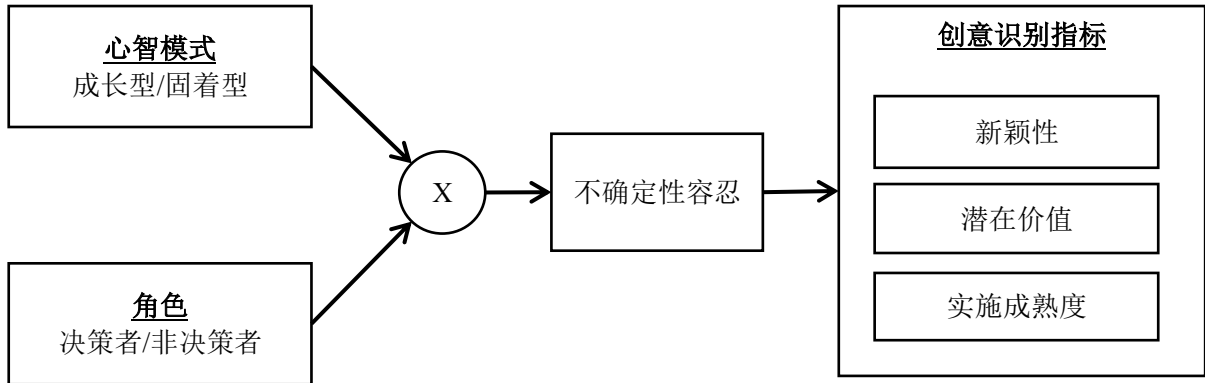 心智模式
成长型/固着型
角色
决策者/非决策者
X
不确定性容忍
创意识别指标
新颖性
潜在价值
实施成熟度